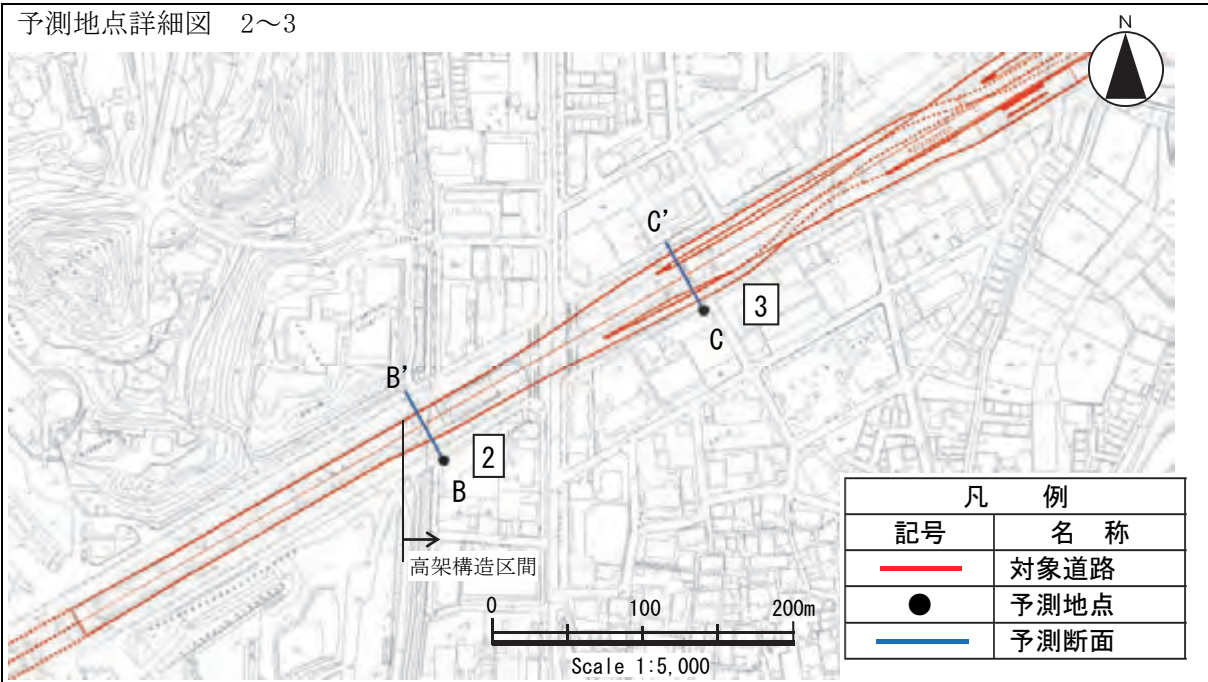 予測地点詳細図 2～3
N
C'
3
C
B'
2
B
高架構造区間
0 100 200m
Scale 1:5,000
凡 例
記号 名 称
対象道路
予測地点
予測断面